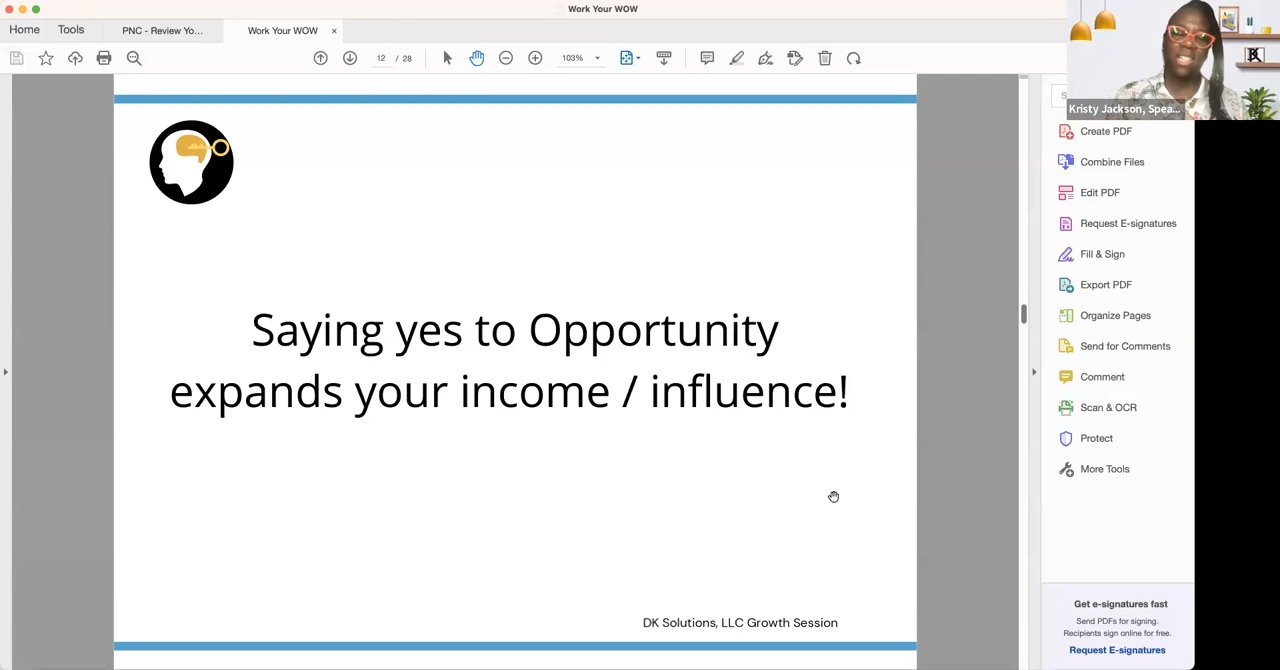 Work Your WOW
Home
Tools
PNC - Review Yo...
Work Your WOW
×
12 / 28
103%
Kristy Jackson, Spea...
S
Create PDF
Combine Files
Edit PDF
Request E-signatures
Fill & Sign
Export PDF
Organize Pages
Send for Comments
Comment
Scan & OCR
Protect
More Tools
Saying yes to Opportunity
expands your income / influence!
DK Solutions, LLC Growth Session
Get e-signatures fast
Send PDFs for signing.
Recipients sign online for free.
Request E-signatures